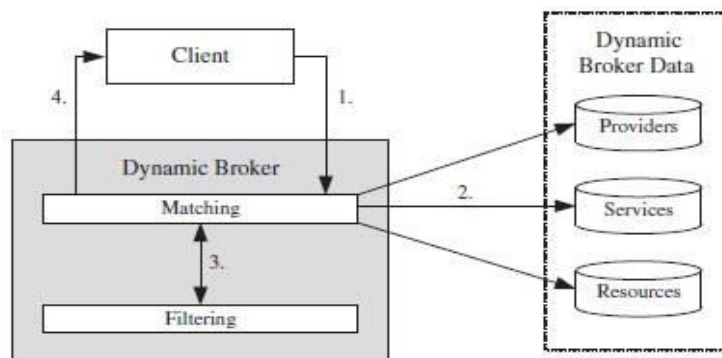 Client
4.
1.
Dynamic Broker
Matching
3.
Filtering
2.
Dynamic
Broker Data
Providers
Services
Resources